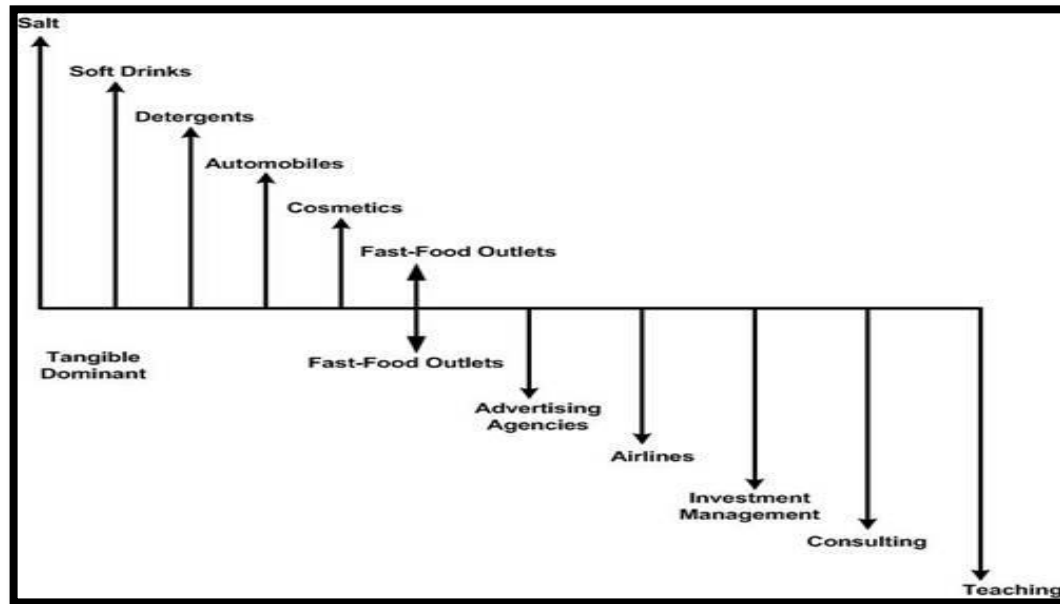 Salt
Soft Drinks
Detergents
Automobiles
Cosmetics
Fast-Food Outlets
Tangible
Dominant
Fast-Food Outlets
Advertising
Agencies
Airlines
Investment
Management
Consulting
Teaching